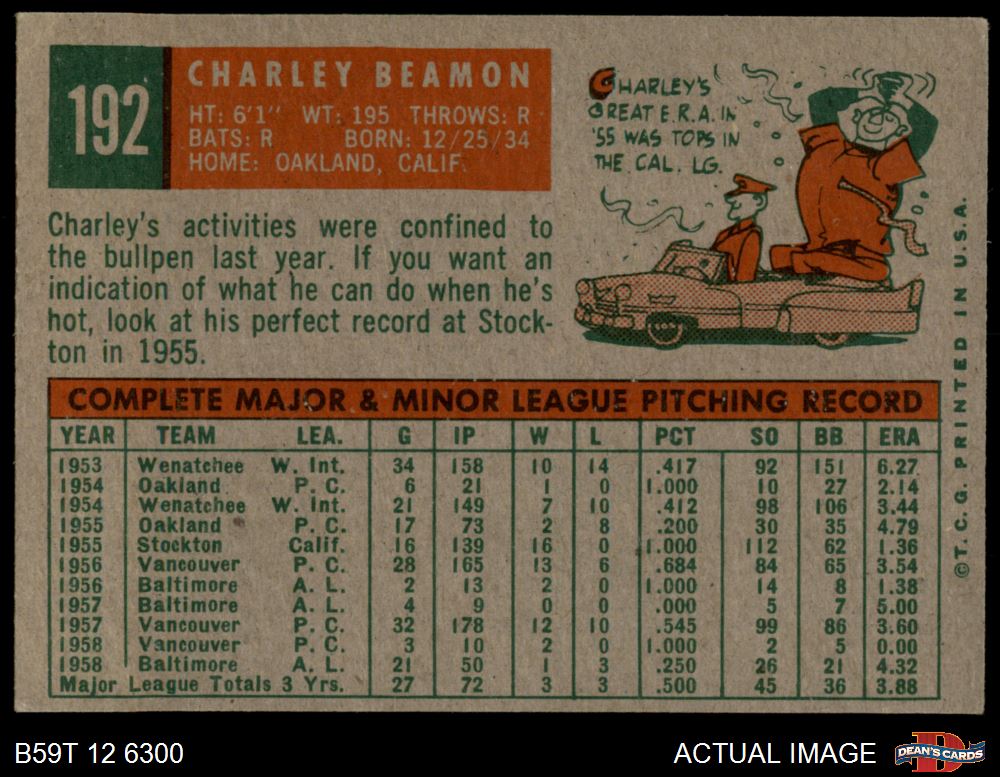 192
CHARLEY BEAMON
HT: 6'1" WT: 195 THROWS: R
BATS: R BORN: 12/25/34
HOME: OAKLAND, CALIF.
CHARLEY'S
GREAT E.R.A. IN
'55 WAS TOPS IN
THE CAL. LG.
Charley's activities were confined to
the bullpen last year. If you want an
indication of what he can do when he's
hot, look at his perfect record at Stock-
ton in 1955.
COMPLETE MAJOR & MINOR LEAGUE PITCHING RECORD
YEAR TEAM LEA. G IP W L PCT SO BB ERA
1953 Wenatchee W. Int. 34 158 10 14 .417 92 151 6.27
1954 Oakland P. C. 6 21 1 0 1.000 10 27 2.14
1954 Wenatchee W. Int. 21 149 7 10 .412 98 106 3.44
1955 Oakland P. C. 17 73 2 8 .200 30 35 4.79
1955 Stockton Calif. 16 139 16 0 1.000 112 62 1.36
1956 Vancouver P. C. 28 165 13 6 .684 84 65 3.54
1956 Baltimore A. L. 2 13 2 0 1.000 14 8 1.38
1957 Baltimore A. L. 4 9 0 0 .000 5 7 5.00
1957 Vancouver P. C. 32 178 12 10 .545 99 86 3.60
1958 Vancouver P. C. 3 10 2 0 1.000 2 5 0.00
1958 Baltimore A. L. 21 50 1 3 .250 26 21 4.32
Major League Totals 3 Yrs. 27 72 3 3 .500 45 36 3.88
©T. C. G. PRINTED IN U.S.A.
B59T 12 6300
ACTUAL IMAGE
D
DEAN'S CARDS